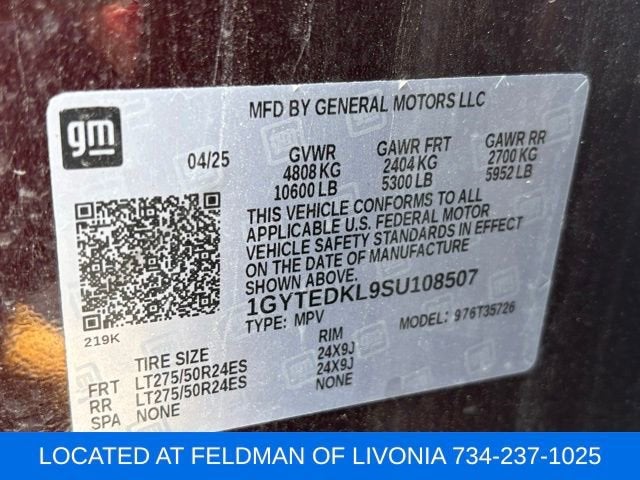 MFD BY GENERAL MOTORS LLC
gm
04/25 GVWR GAWR FRT GAWR RR
4808 KG 2404 KG 2700 KG
10600 LB 5300 LB 5952 LB
THIS VEHICLE CONFORMS TO ALL
APPLICABLE U.S. FEDERAL MOTOR
VEHICLE SAFETY STANDARDS IN EFFECT
ON THE DATE OF MANUFACTURE
1GYTEDKL9SU108507
TYPE: MPV MODEL: 976T35726
219K
TIRE SIZE RIM
FRT LT275/50R24ES 24X9J
RR LT275/50R24ES 24X9J
SPA NONE NONE
LOCATED AT FELDMAN OF LIVONIA 734-237-1025